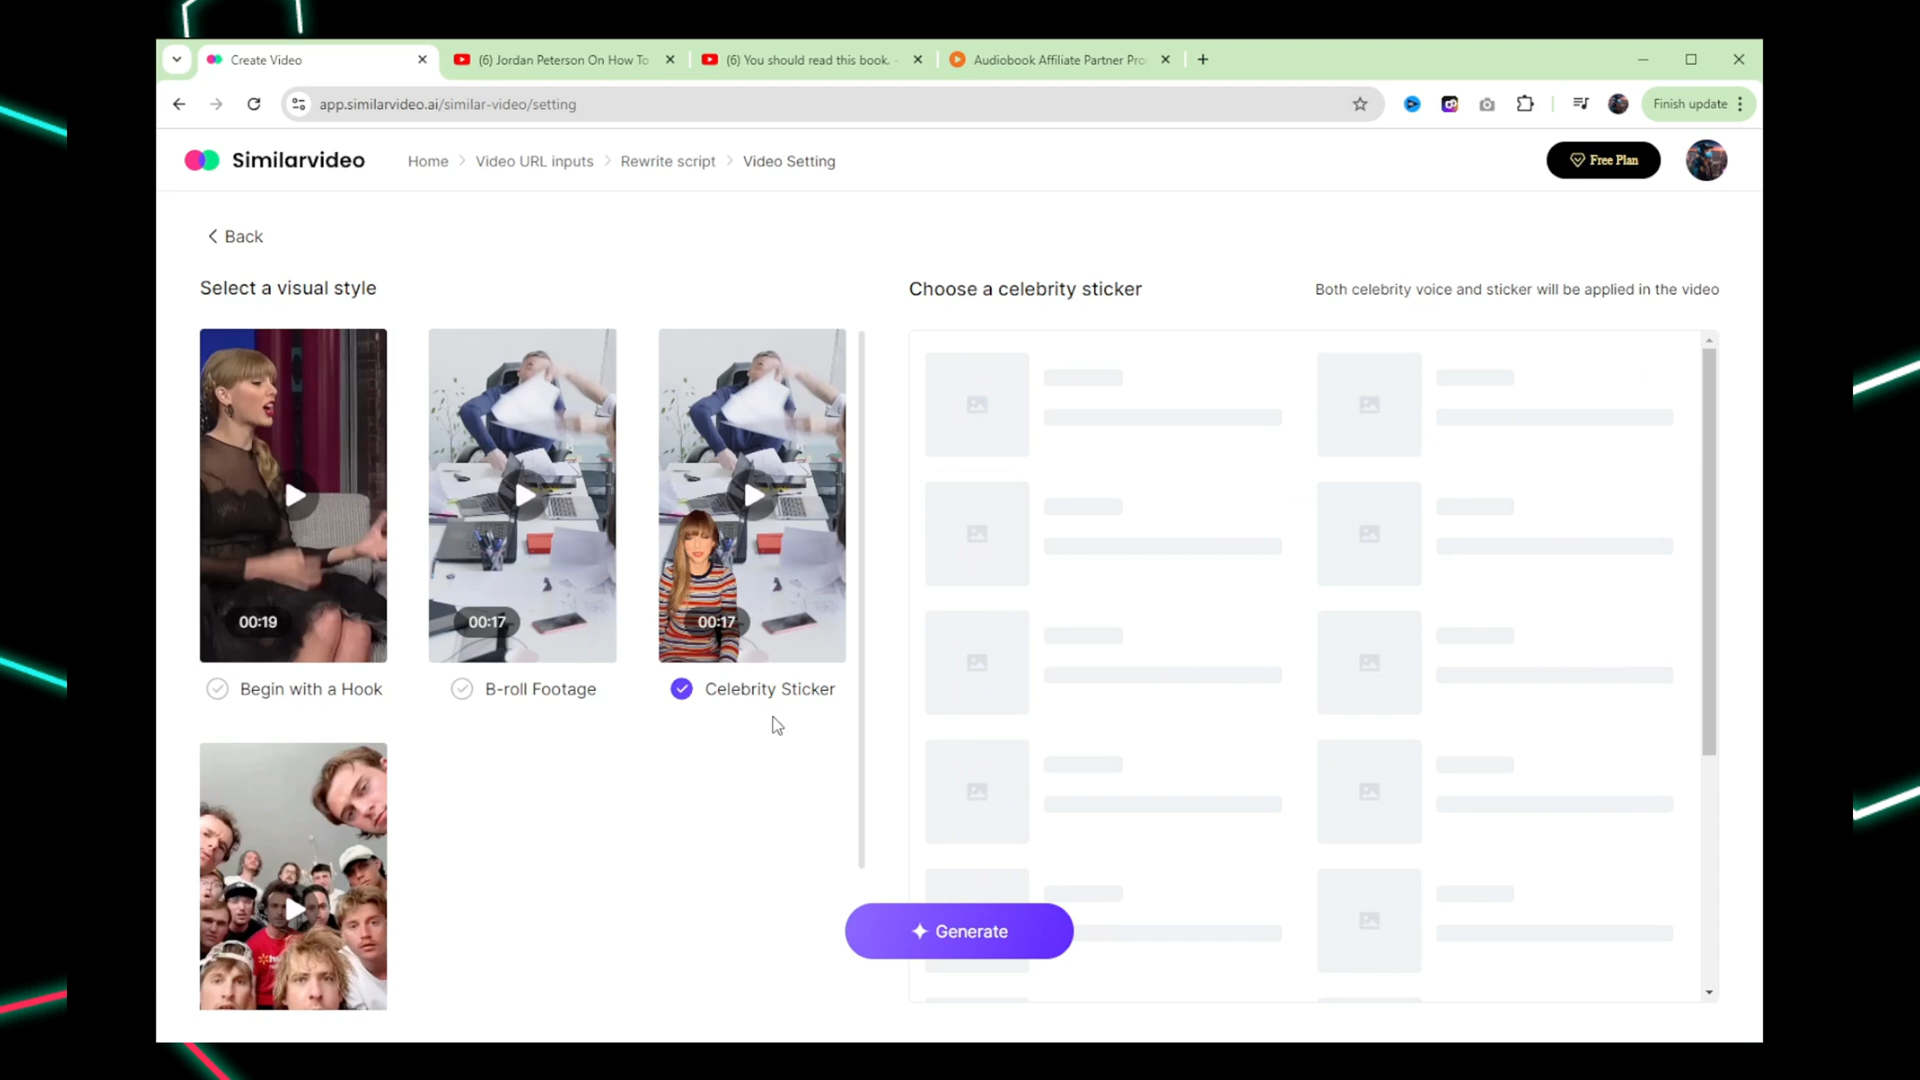 Create Video
(6) Jordan Peterson On How To
(6) You should read this book. -
Audiobook Affiliate Partner Pro
app.similarvideo.ai/similar-video/setting
Finish update
Similarvideo
Home > Video URL inputs > Rewrite script > Video Setting
Free Plan
Back
Select a visual style
00:19
00:17
00:17
Begin with a Hook
B-roll Footage
Celebrity Sticker
Choose a celebrity sticker
Both celebrity voice and sticker will be applied in the video
Generate